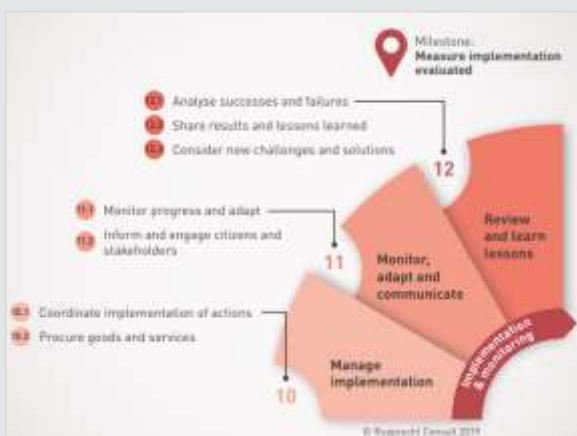 Milestone:
Measure implementation
evaluated
12.1 Analyse successes and failures
12.2 Share results and lessons learned
12.3 Consider new challenges and solutions
12
Review
and learn
lessons
11.1 Monitor progress and adapt
11.2 Inform and engage citizens and
stakeholders
11
Monitor,
adapt and
communicate
10.1 Coordinate implementation of actions
10.2 Procure goods and services
10
Manage
implementation
Implementation
& monitoring
© Rupprecht Consult 2019